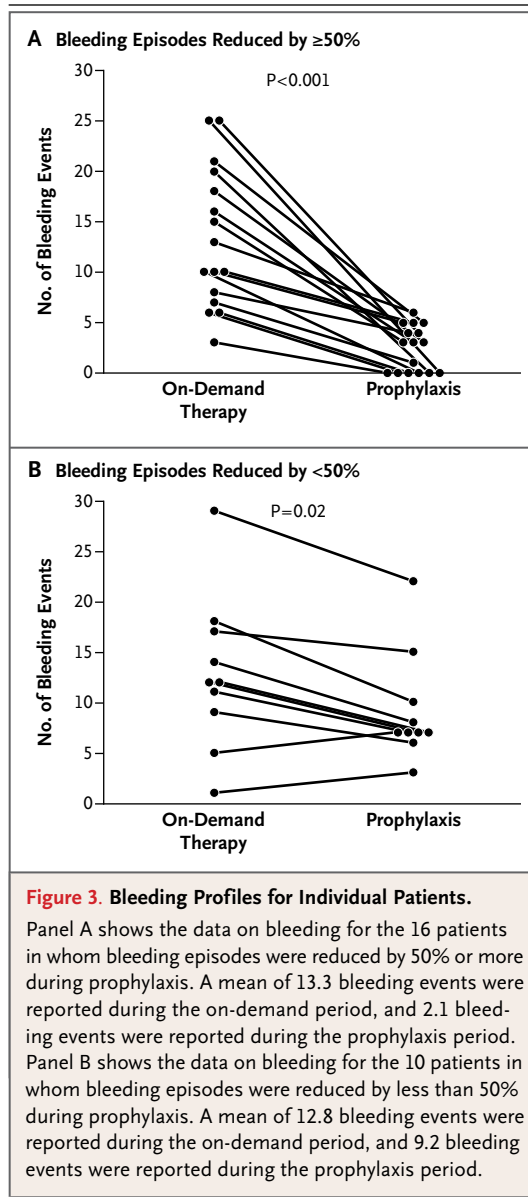 A Bleeding Episodes Reduced by ≥50%
P<0.001
No. of Bleeding Events
30
25
20
15
10
5
0
On-Demand
Therapy
Prophylaxis
B Bleeding Episodes Reduced by <50%
P=0.02
No. of Bleeding Events
30
25
20
15
10
5
0
On-Demand
Therapy
Prophylaxis
Figure 3. Bleeding Profiles for Individual Patients.
Panel A shows the data on bleeding for the 16 patients
in whom bleeding episodes were reduced by 50% or more
during prophylaxis. A mean of 13.3 bleeding events were
reported during the on-demand period, and 2.1 bleed-
ing events were reported during the prophylaxis period.
Panel B shows the data on bleeding for the 10 patients in
whom bleeding episodes were reduced by less than 50%
during prophylaxis. A mean of 12.8 bleeding events were
reported during the on-demand period, and 9.2 bleeding
events were reported during the prophylaxis period.